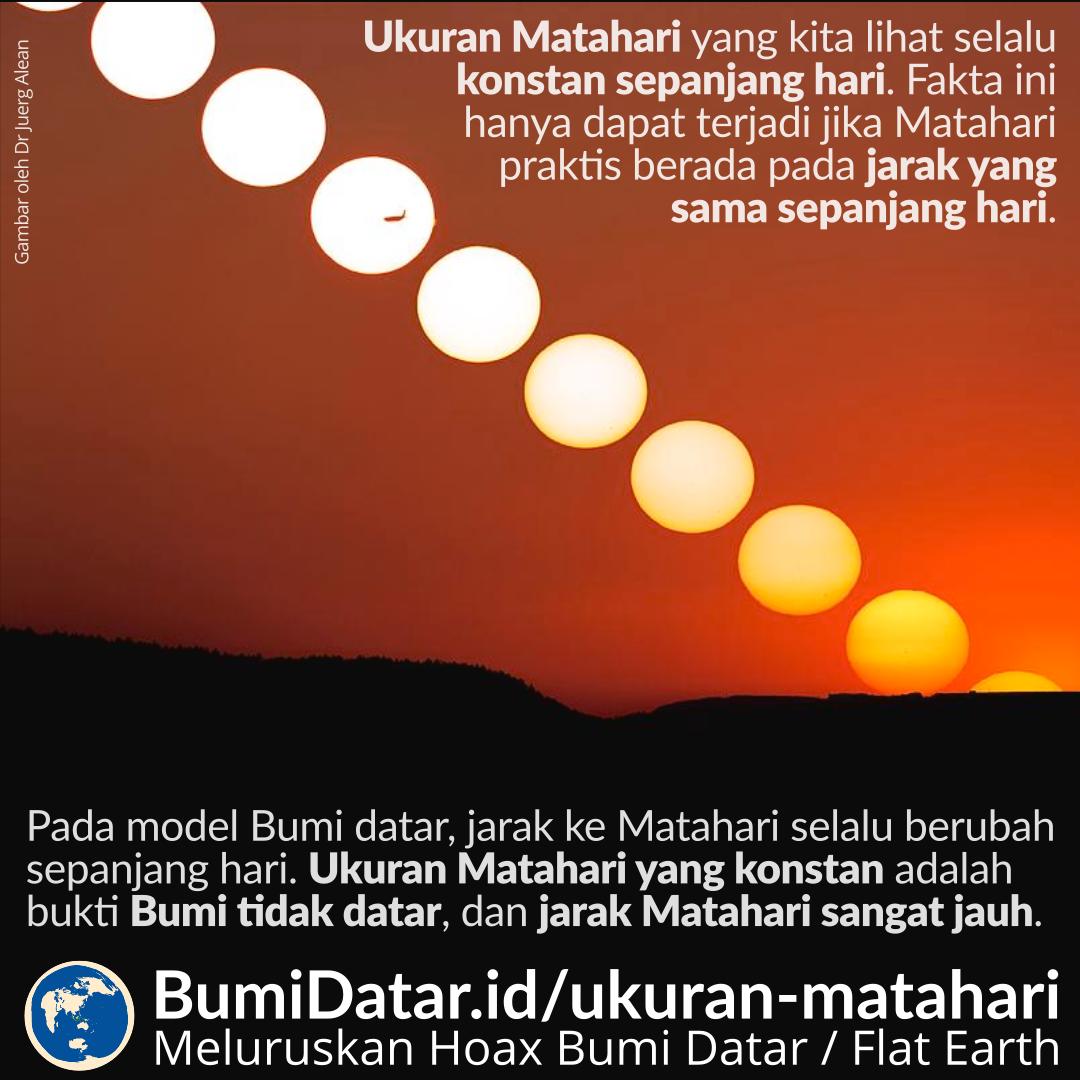 Gambar oleh Dr Juerg Alean
Ukuran Matahari yang kita lihat selalu
konstan sepanjang hari. Fakta ini
hanya dapat terjadi jika Matahari
praktis berada pada jarak yang
sama sepanjang hari.
Pada model Bumi datar, jarak ke Matahari selalu berubah
sepanjang hari. Ukuran Matahari yang konstan adalah
bukti Bumi tidak datar, dan jarak Matahari sangat jauh.
BumiDatar.id/ukuran-matahari
Meluruskan Hoax Bumi Datar / Flat Earth